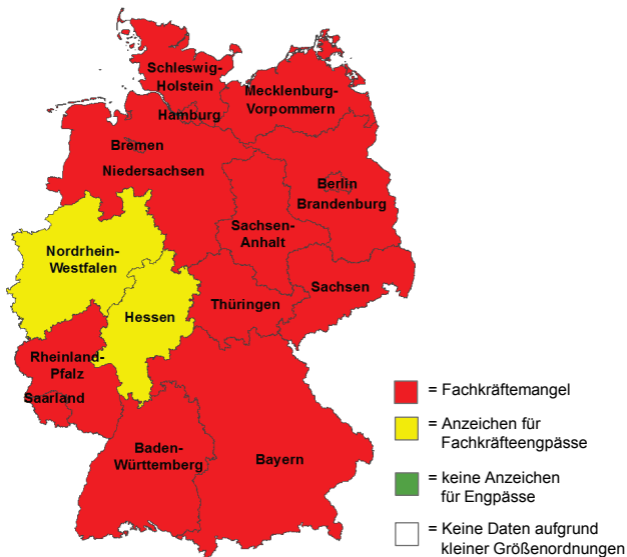 Schleswig-
Holstein
Mecklenburg-
Vorpommern
Hamburg
Bremen
Niedersachsen
Berlin
Brandenburg
Sachsen-
Anhalt
Nordrhein-
Westfalen
Sachsen
Thüringen
Hessen
Rheinland-
Pfalz
Saarland
Baden-
Württemberg
Bayern
= Fachkräftemangel
= Anzeichen für
Fachkräfteengpässe
= keine Anzeichen
für Engpässe
= Keine Daten aufgrund
kleiner Größenordnungen